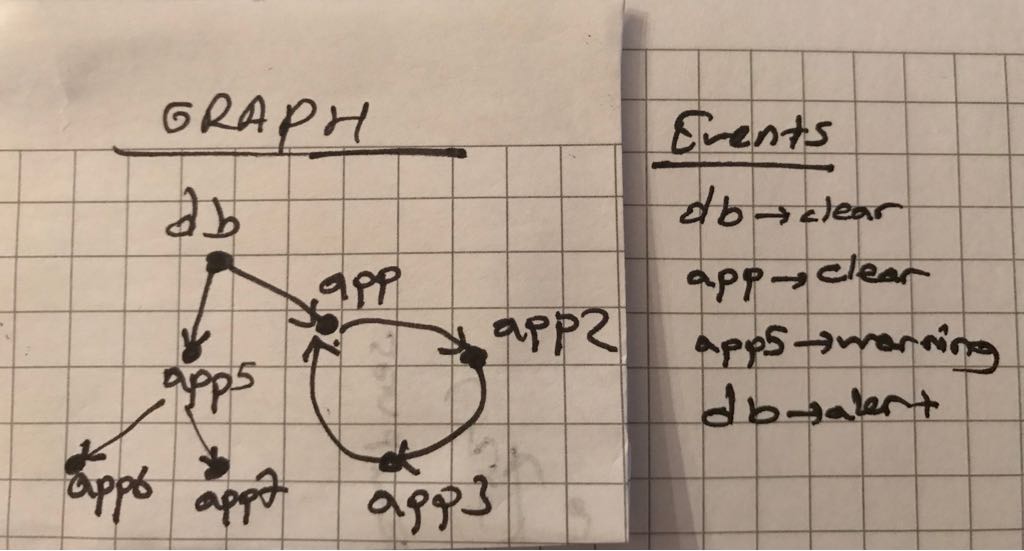 GRAPH
db
app
app2
app5
app6
app7
app3
Events
db → clear
app → clear
app5 → warning
db → alert